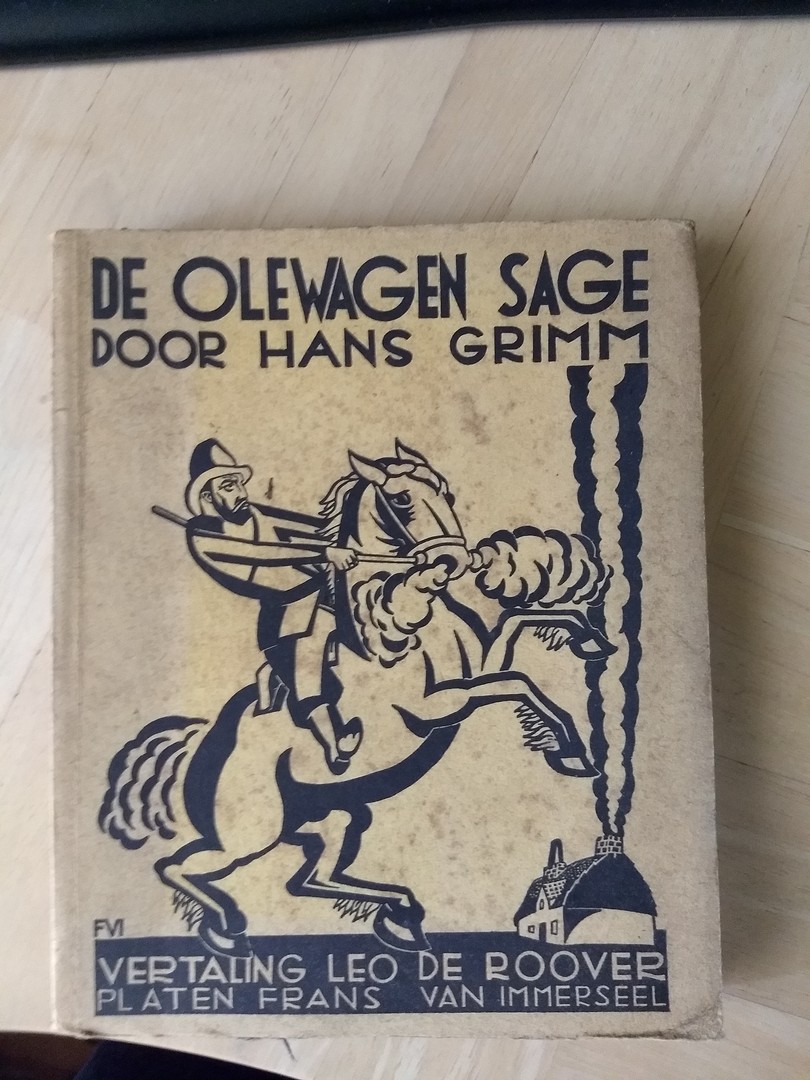 DE OLEWAGEN SAGE
DOOR HANS GRIMM
FVI
VERTALING LEO DE ROOVER
PLATEN FRANS VAN IMMERSEEL